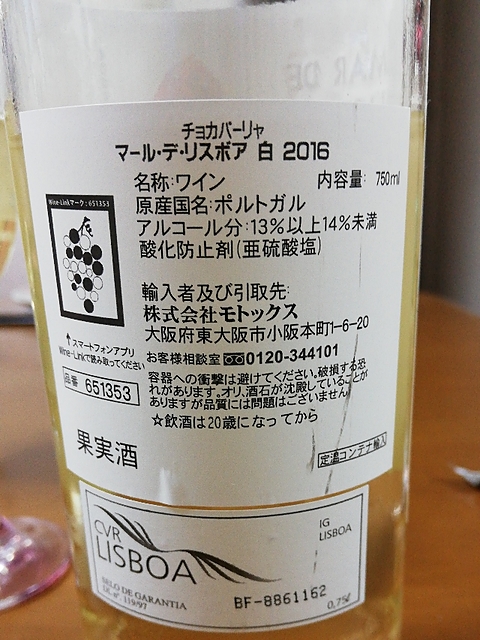 MAR DE
チョカパーリャ
マール・デ・リスボア 白 2016
名称:ワイン 内容量: 750ml
原産国名:ポルトガル
アルコール分:13%以上14%未満
酸化防止剤(亜硫酸塩)
Wine-Linkマーク:651353
輸入者及び引取先:
株式会社モトックス
大阪府東大阪市小阪本町1-6-20
↑スマートフォンアプリ
Wine-Linkで読み取ってください
お客様相談室 0120-344101
品番 651353
容器への衝撃は避けてください。破損する恐
れがあります。オリ、酒石が沈殿していることが
ありますが品質には問題はございません。
☆飲酒は20歳になってから
果実酒
定温コンテナ輸入
CVR
LISBOA
IG
LISBOA
SELO DE GARANTIA
D.L. nº. 119/97
BF-8861162
0,75ℓ